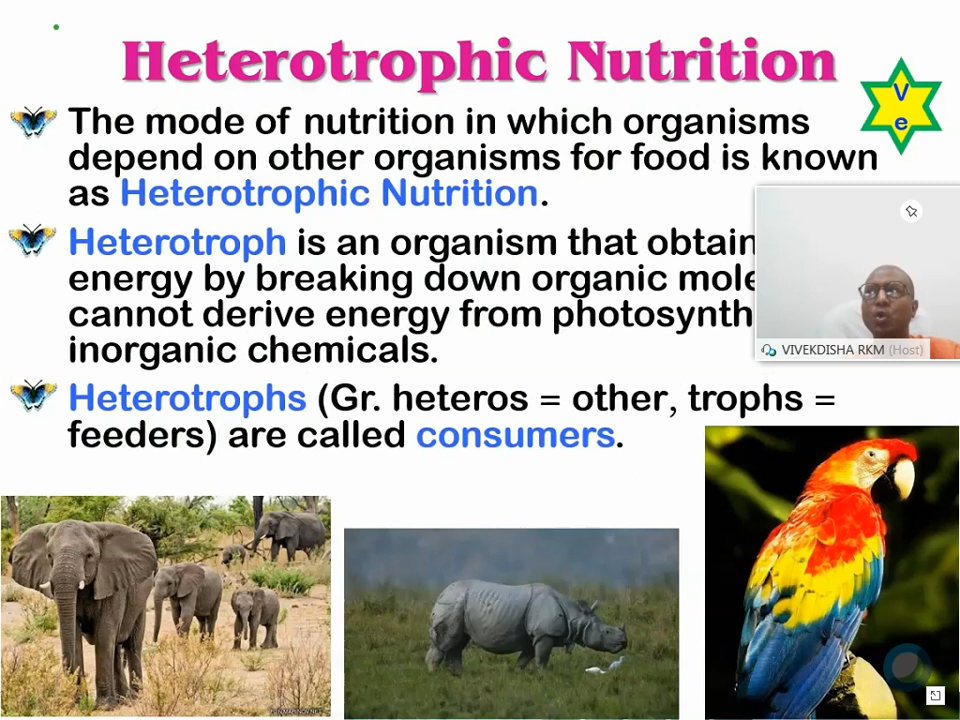 Heterotrophic Nutrition
V
e
The mode of nutrition in which organisms
depend on other organisms for food is known
as Heterotrophic Nutrition.
Heterotroph is an organism that obtain
energy by breaking down organic mole
cannot derive energy from photosynth
inorganic chemicals.
VIVEKDISHA RKM (Host)
Heterotrophs (Gr. heteros = other, trophs =
feeders) are called consumers.